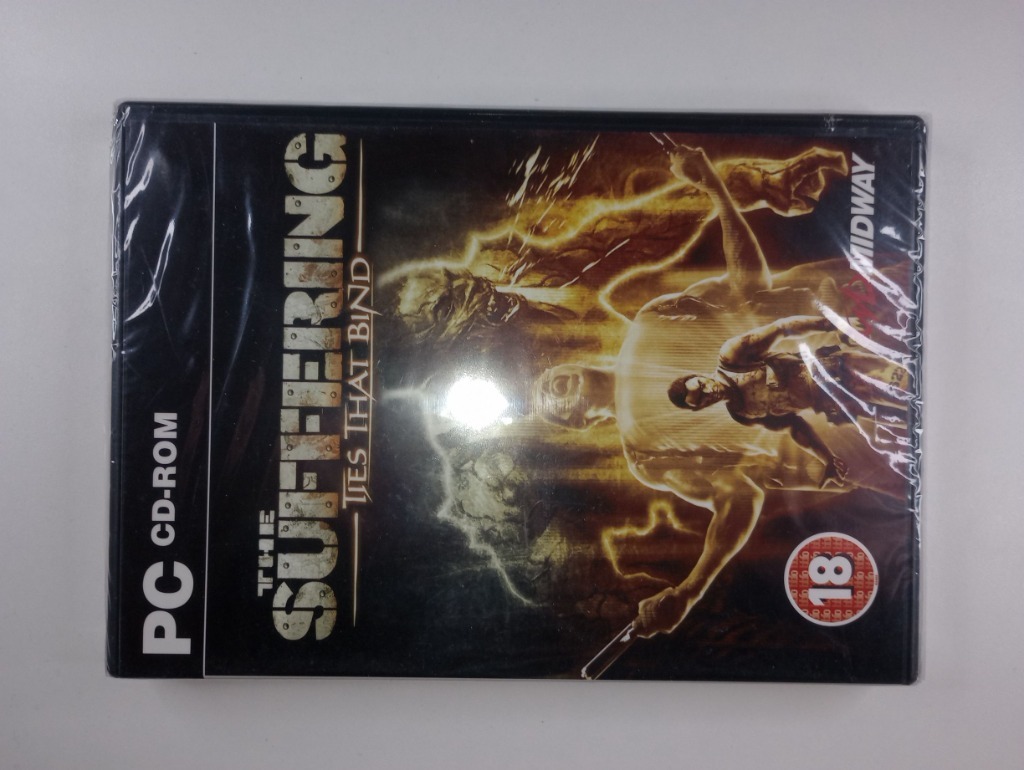 PC CD-ROM
THE
SUFFERING
TIES THAT BIND
18
MIDWAY